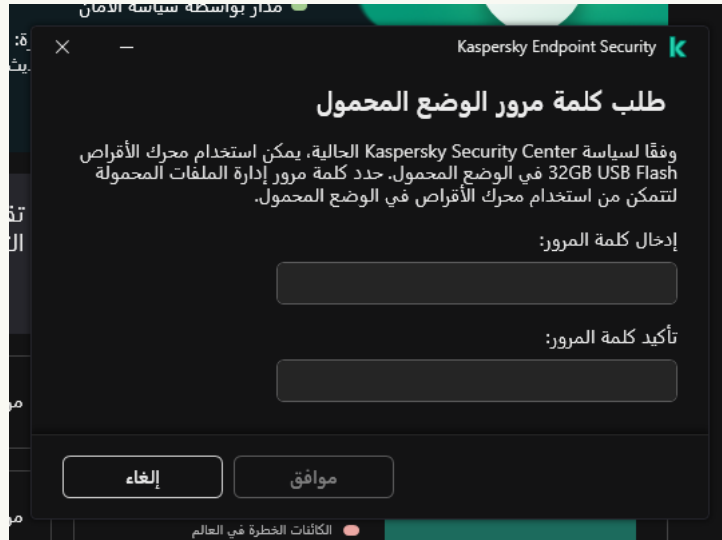 مدار بواسطة سياسة الأمان
Kaspersky Endpoint Security
طلب كلمة مرور الوضع المحمول
وفقًا لسياسة Kaspersky Security Center الحالية، يمكن استخدام محرك الأقراص
32GB USB Flash في الوضع المحمول. حدد كلمة مرور إدارة الملفات المحمولة
لتتمكن من استخدام محرك الأقراص في الوضع المحمول.
إدخال كلمة المرور:
تأكيد كلمة المرور:
موافق
إلغاء
الكائنات الخطرة في العالم